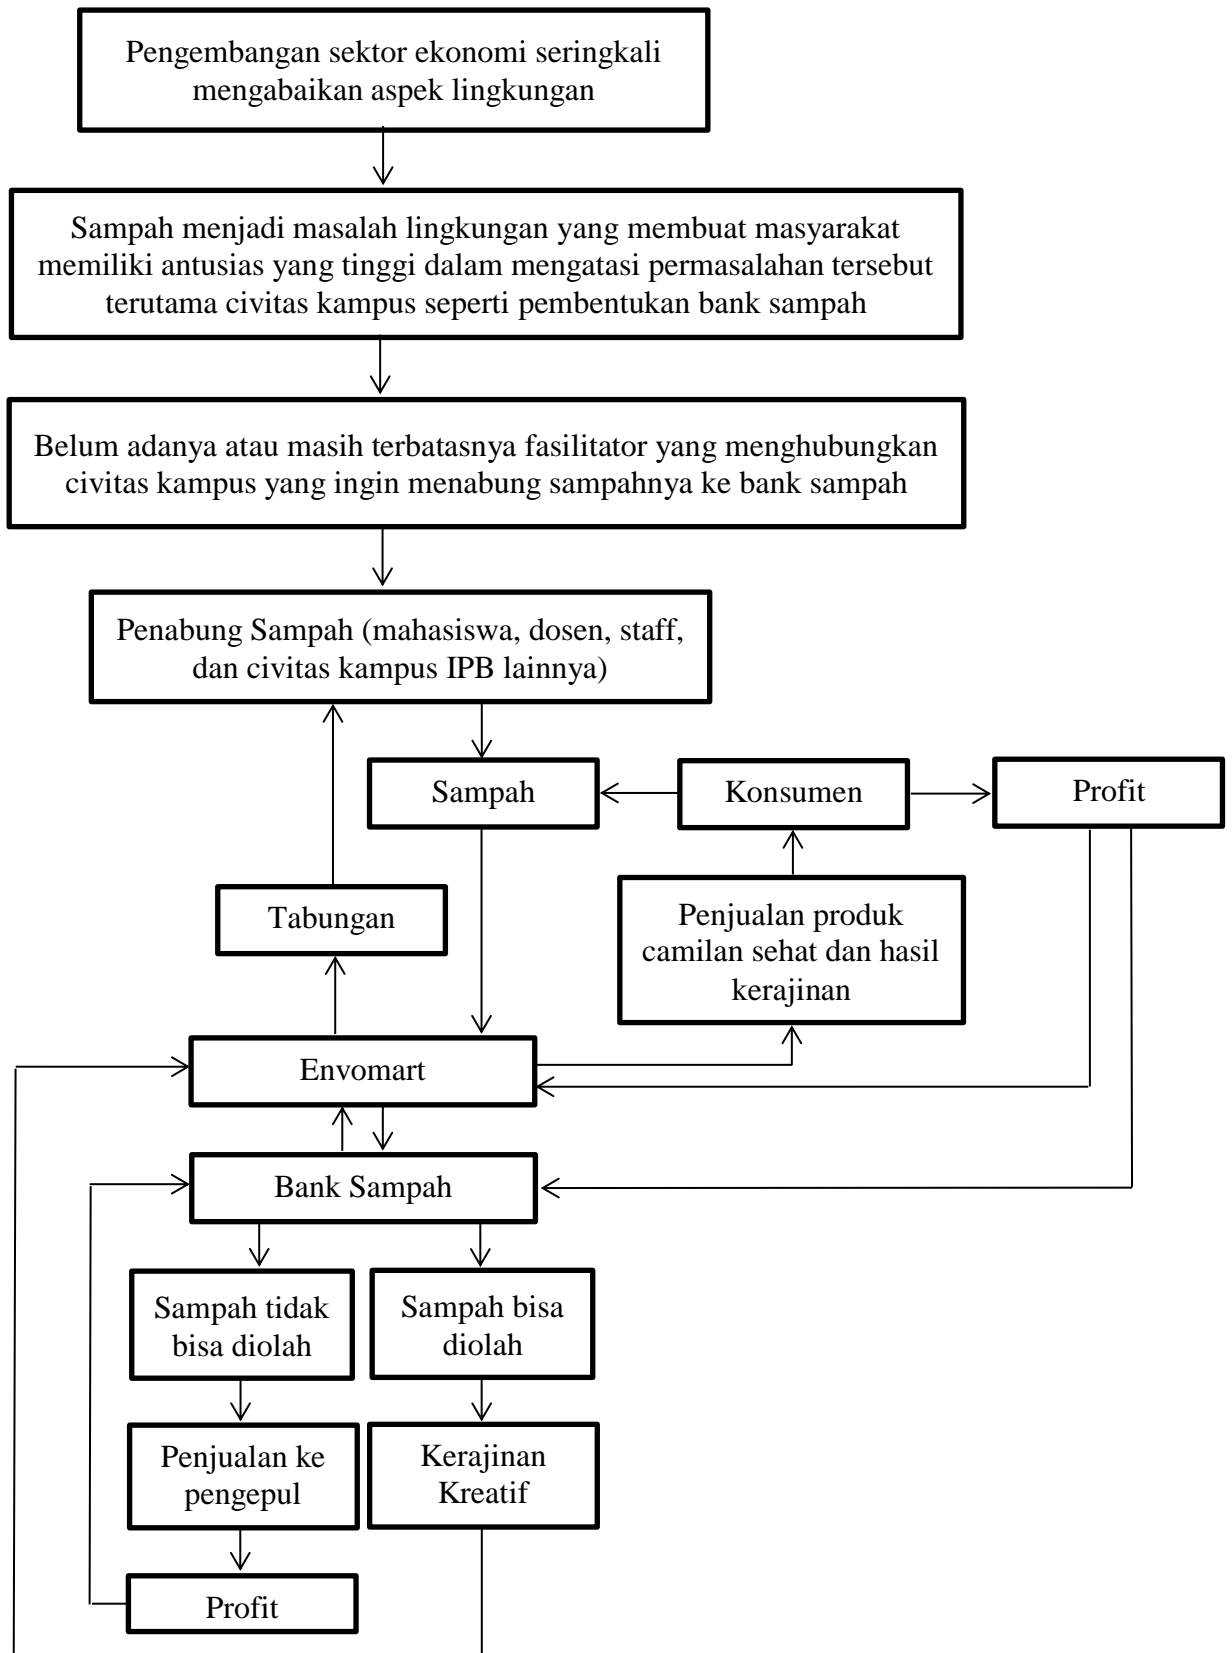 Pengembangan sektor ekonomi seringkali
mengabaikan aspek lingkungan
Sampah menjadi masalah lingkungan yang membuat masyarakat
memiliki antusias yang tinggi dalam mengatasi permasalahan tersebut
terutama civitas kampus seperti pembentukan bank sampah
Belum adanya atau masih terbatasnya fasilitator yang menghubungkan
civitas kampus yang ingin menabung sampahnya ke bank sampah
Penabung Sampah (mahasiswa, dosen, staff,
dan civitas kampus IPB lainnya)
Sampah
Konsumen
Profit
Tabungan
Penjualan produk
camilan sehat dan hasil
kerajinan
Envomart
Bank Sampah
Sampah tidak
bisa diolah
Sampah bisa
diolah
Penjualan ke
pengepul
Kerajinan
Kreatif
Profit